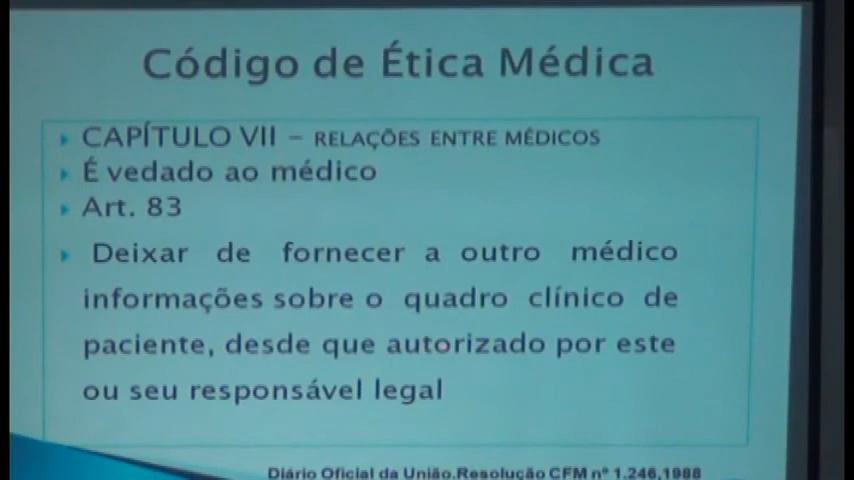 Código de Ética Médica
CAPÍTULO VII – RELAÇÕES ENTRE MÉDICOS
É vedado ao médico
Art. 83
Deixar de fornecer a outro médico
informações sobre o quadro clínico de
paciente, desde que autorizado por este
ou seu responsável legal
Diário Oficial da União.Resolução CFM nº 1.246,1988